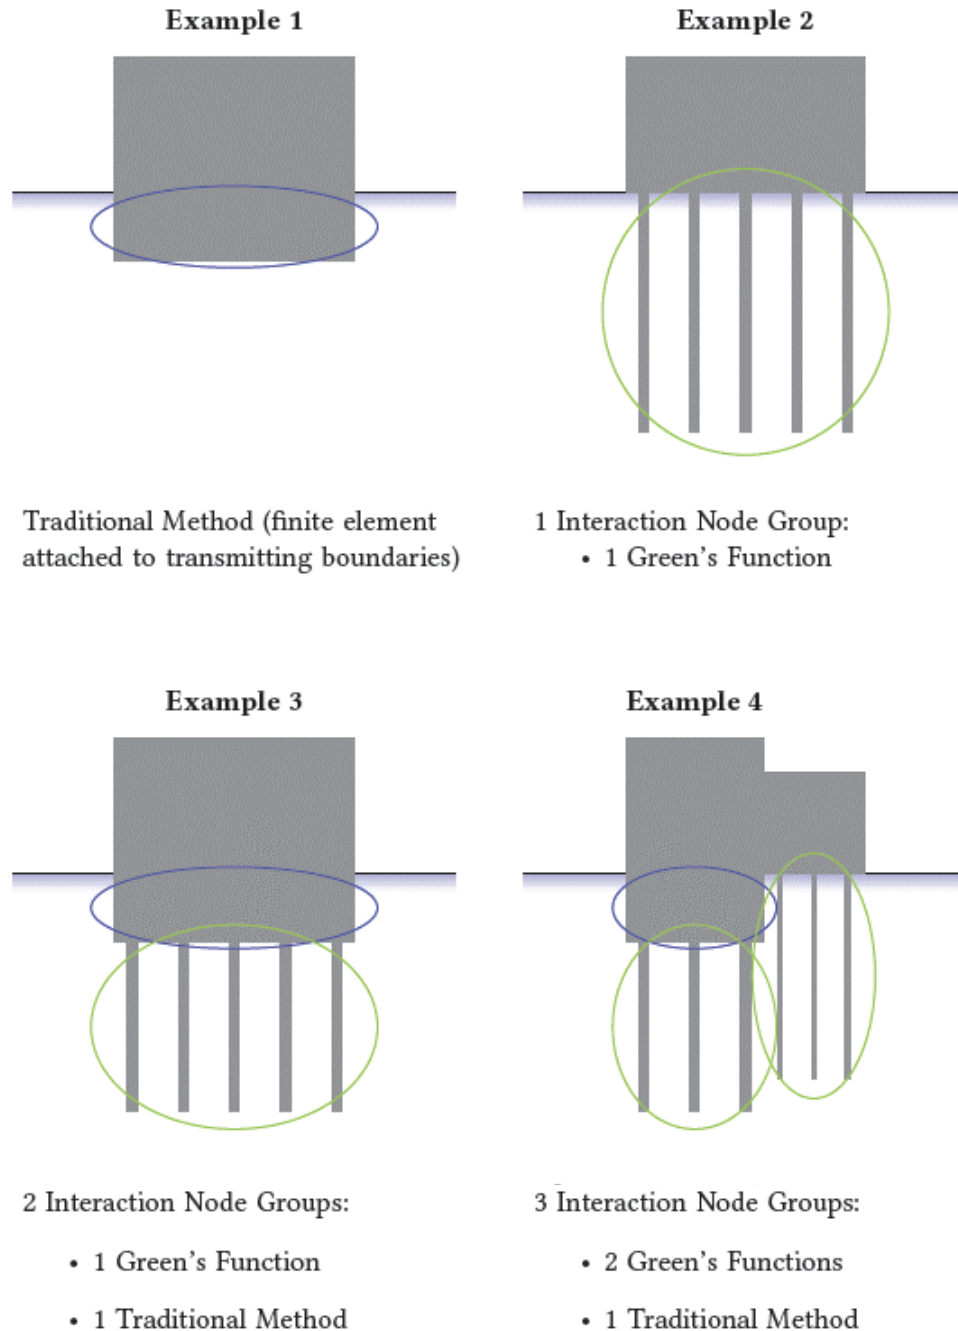 Example 1
Example 2
Traditional Method (finite element
attached to transmitting boundaries)
1 Interaction Node Group:
• 1 Green's Function
Example 3
Example 4
2 Interaction Node Groups:
• 1 Green's Function
• 1 Traditional Method
3 Interaction Node Groups:
• 2 Green's Functions
• 1 Traditional Method